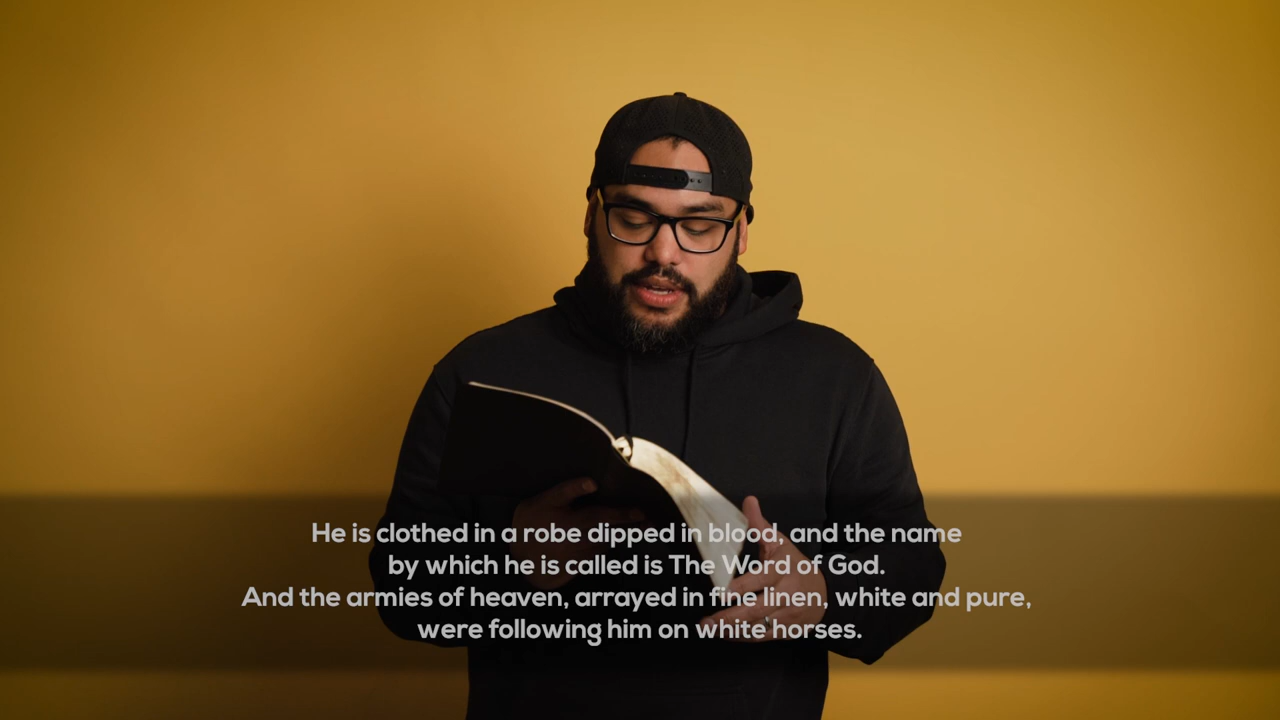 He is clothed in a robe dipped in blood, and the name
by which he is called is The Word of God.
And the armies of heaven, arrayed in fine linen, white and pure,
were following him on white horses.